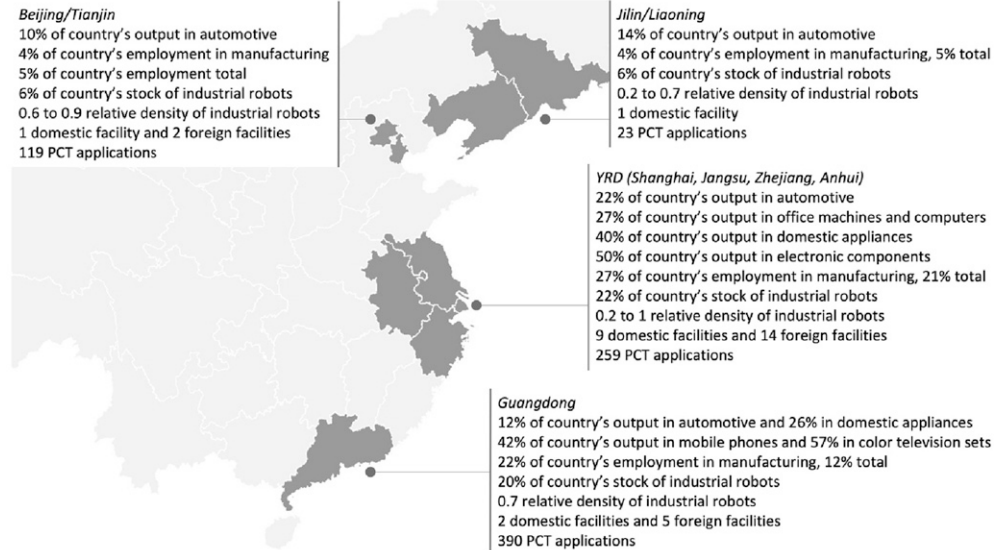 Beijing/Tianjin
10% of country's output in automotive
4% of country's employment in manufacturing
5% of country's employment total
6% of country's stock of industrial robots
0.6 to 0.9 relative density of industrial robots
1 domestic facility and 2 foreign facilities
119 PCT applications
Jilin/Liaoning
14% of country's output in automotive
4% of country's employment in manufacturing, 5% total
6% of country's stock of industrial robots
0.2 to 0.7 relative density of industrial robots
1 domestic facility
23 PCT applications
YRD (Shanghai, Jangsu, Zhejiang, Anhui)
22% of country's output in automotive
27% of country's output in office machines and computers
40% of country's output in domestic appliances
50% of country's output in electronic components
27% of country's employment in manufacturing, 21% total
22% of country's stock of industrial robots
0.2 to 1 relative density of industrial robots
9 domestic facilities and 14 foreign facilities
259 PCT applications
Guangdong
12% of country's output in automotive and 26% in domestic appliances
42% of country's output in mobile phones and 57% in color television sets
22% of country's employment in manufacturing, 12% total
20% of country's stock of industrial robots
0.7 relative density of industrial robots
2 domestic facilities and 5 foreign facilities
390 PCT applications